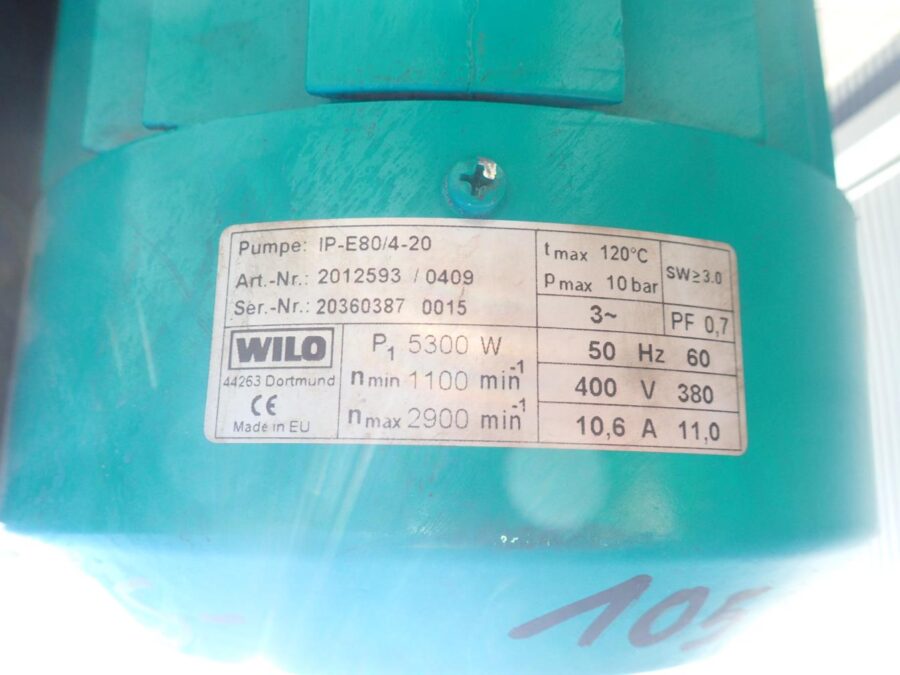 Pumpe: IP-E80/4-20
Art.-Nr.: 2012593 / 0409
Ser.-Nr.: 20360387 0015
t max 120°C
p max 10 bar
SW≥3.0
3~
PF 0,7
WILO
44263 Dortmund
CE
Made in EU
P1 5300 W
n min 1100 min-1
n max 2900 min-1
50 Hz 60
400 V 380
10,6 A 11,0
105